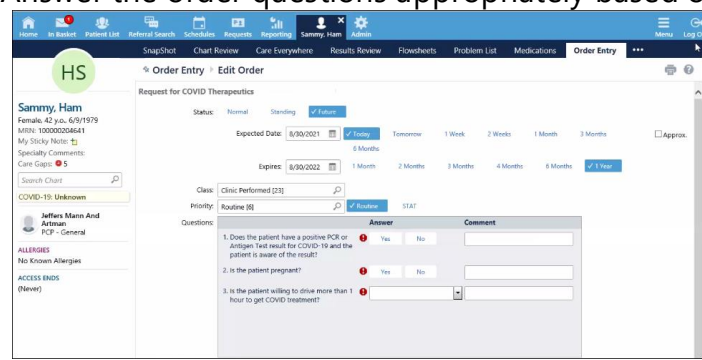 Answer the order questions appropriately based o
Home In Basket Patient List Referral Search Schedules Requests Reporting Sammy, Ham Admin Menu Log O
SnapShot Chart Review Care Everywhere Results Review Flowsheets Problem List Medications Order Entry
HS
Order Entry Edit Order
Sammy, Ham
Female, 42 y.o., 6/9/1979
MRN: 100000204641
My Sticky Note:
Specialty Comments:
Care Gaps: 5
Search Chart
COVID-19: Unknown
Jeffers Mann And
Artman
PCP - General
ALLERGIES
No Known Allergies
ACCESS ENDS
(Never)
Request for COVID Therapeutics
Status: Normal Standing Future
Expected Date: 8/30/2021 Today Tomorrow 1 Week 2 Weeks 1 Month 3 Months Approx.
6 Months
Expires: 8/30/2022 1 Month 2 Months 3 Months 4 Months 6 Months 1 Year
Class: Clinic Performed [23]
Priority: Routine [6] Routine STAT
Questions: Answer Comment
1. Does the patient have a positive PCR or Yes No
Antigen Test result for COVID-19 and the
patient is aware of the result?
2. Is the patient pregnant? Yes No
3. Is the patient willing to drive more than 1
hour to get COVID treatment?